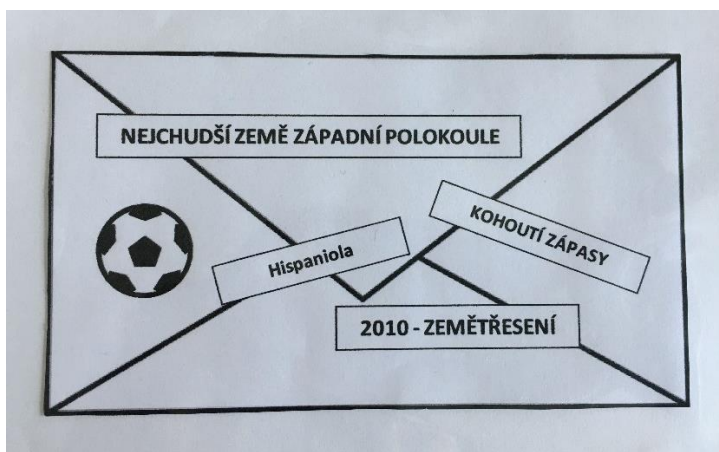 NEJCHUDŠÍ ZEMĚ ZÁPADNÍ POLOKOULE
KOHOUTÍ ZÁPASY
Hispaniola
2010 - ZEMĚTŘESENÍ